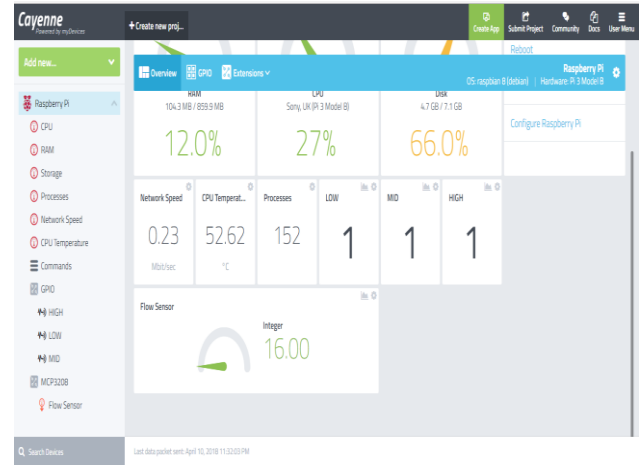 Cayenne
Powered by myDevices
+ Create new proj...
Create App
Submit Project
Community
Docs
User Menu
Add new...
Reboot
Overview
GPIO
Extensions
Raspberry Pi
OS: raspbian 8 (debian) | Hardware: Pi 3 Model B
Raspberry Pi
CPU
RAM
Storage
Processes
Network Speed
CPU Temperature
Commands
GPIO
HIGH
LOW
MID
MCP3208
Flow Sensor
RAM
104.3 MB / 859.9 MB
12.0%
CPU
Sony, UK (Pi 3 Model B)
27%
Disk
4.7 GB / 7.1 GB
66.0%
Configure Raspberry Pi
Network Speed
0.23
Mbit/sec
CPU Temperat...
52.62
°C
Processes
152
LOW
1
MID
1
HIGH
1
Flow Sensor
Integer
16.00
Search Devices
Last data packet sent: April 10, 2018 11:32:03 PM